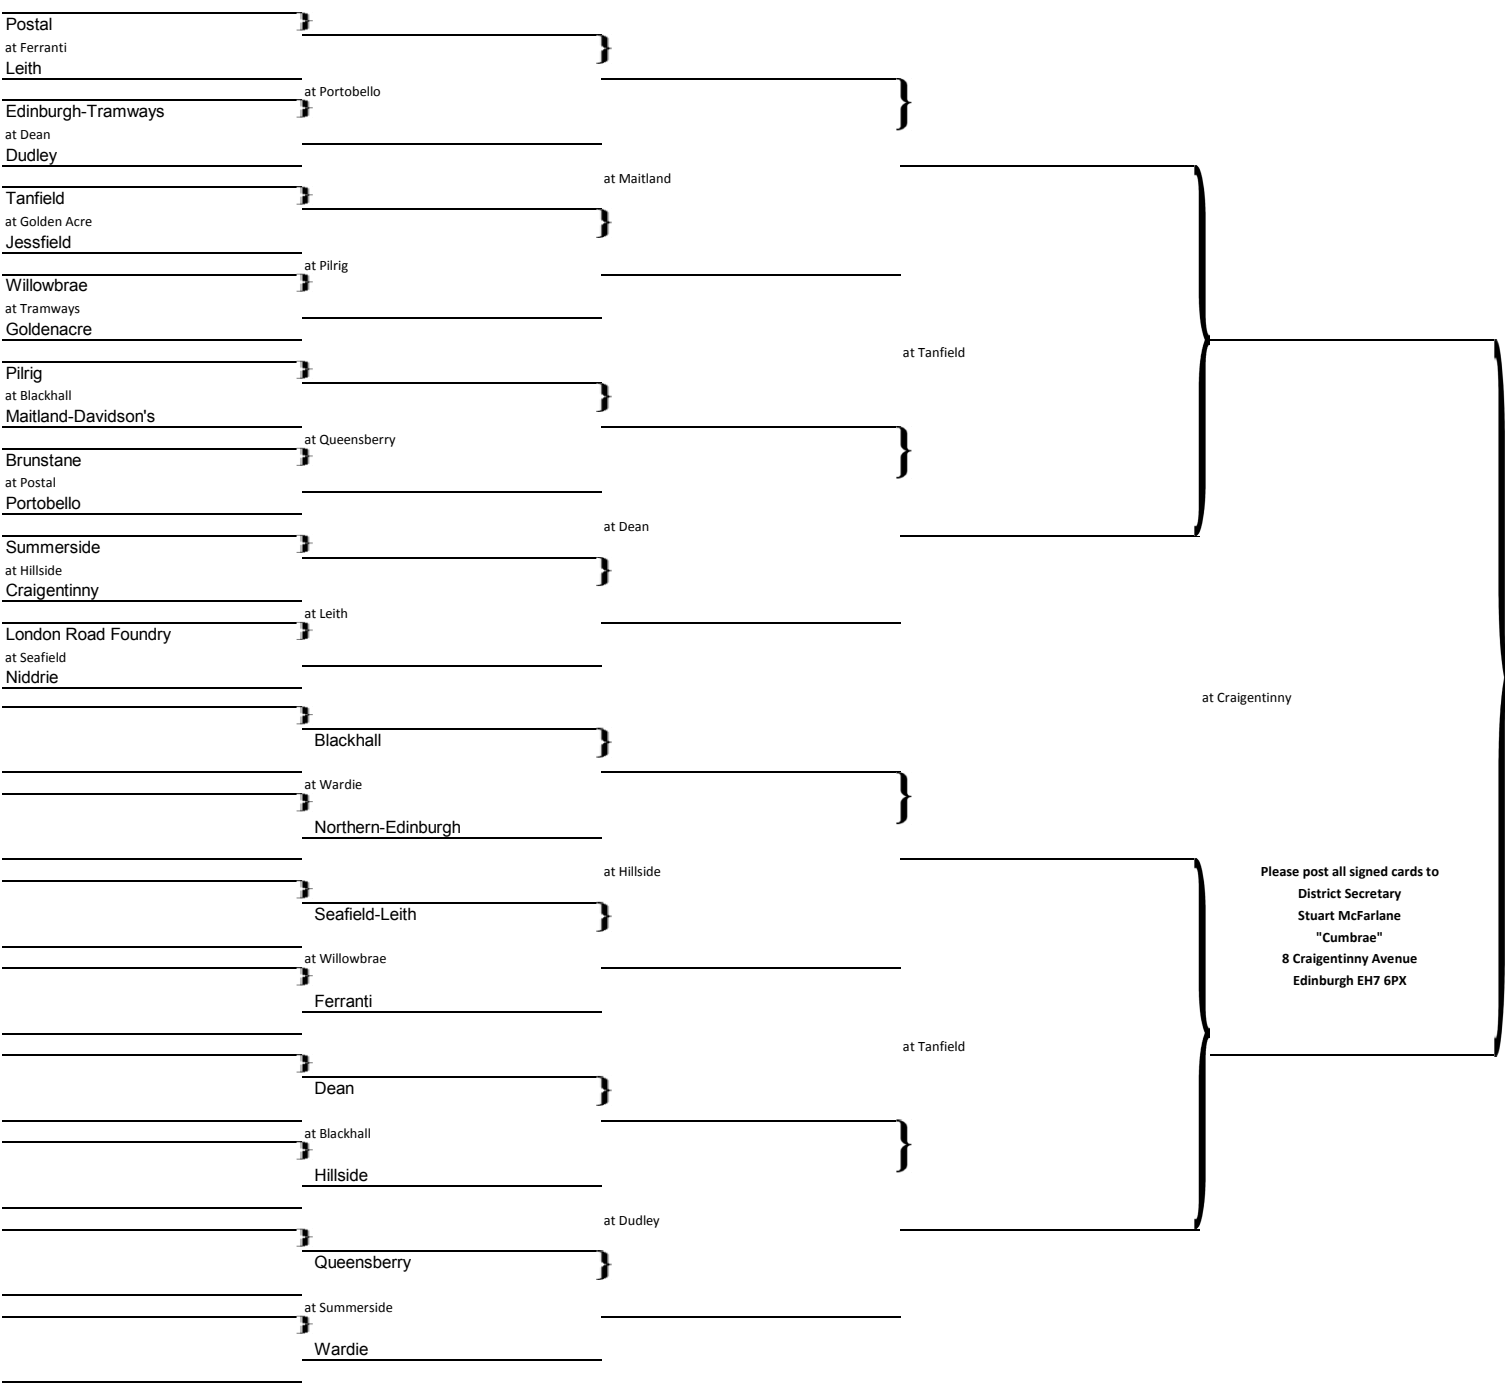 Postal
at Ferranti
Leith
at Portobello
Edinburgh-Tramways
at Dean
Dudley
at Maitland
Tanfield
at Golden Acre
Jessfield
at Pilrig
Willowbrae
at Tramways
Goldenacre
at Tanfield
Pilrig
at Blackhall
Maitland-Davidson's
at Queensberry
Brunstane
at Postal
Portobello
at Dean
Summerside
at Hillside
Craigentinny
at Leith
London Road Foundry
at Seafield
Niddrie
at Craigentinny
Blackhall
at Wardie
Northern-Edinburgh
at Hillside
Seafield-Leith
at Willowbrae
Ferranti
at Tanfield
Dean
at Blackhall
Hillside
at Dudley
Queensberry
at Summerside
Wardie
Please post all signed cards to
District Secretary
Stuart McFarlane
"Cumbrae"
8 Craigentinny Avenue
Edinburgh EH7 6PX